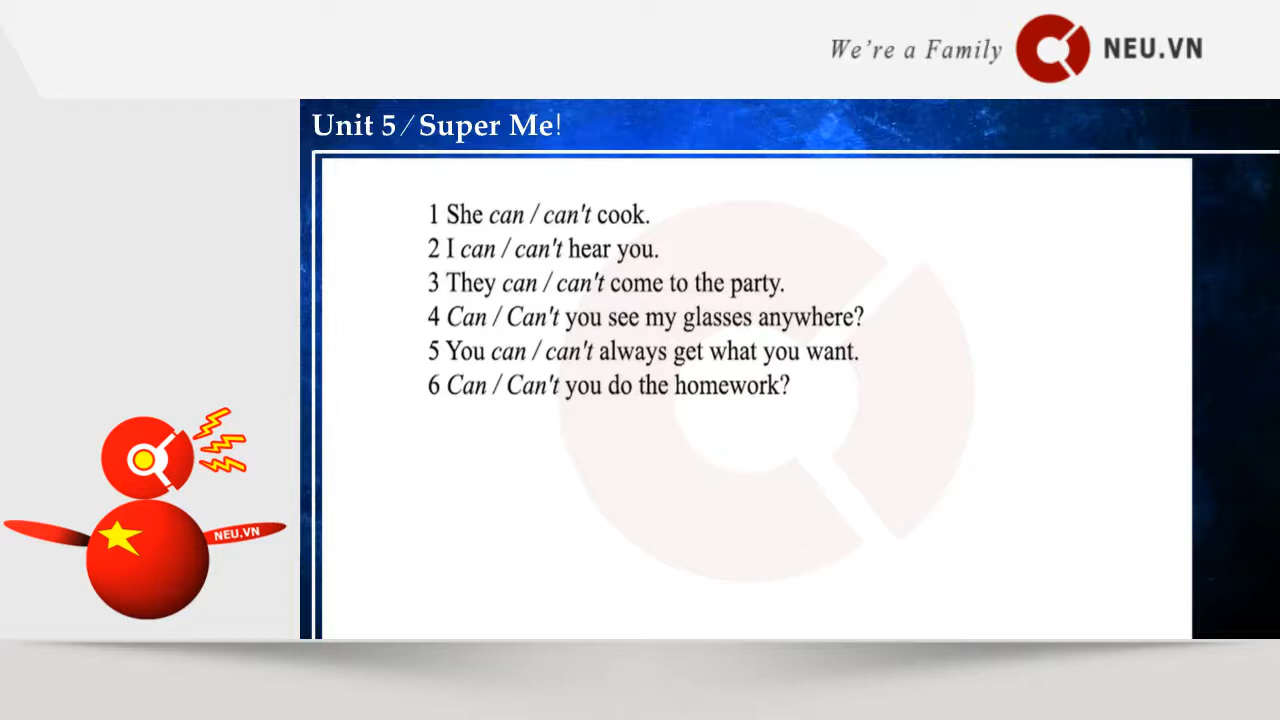 We're a Family NEU.VN
Unit 5 / Super Me!
1 She can / can't cook.
2 I can / can't hear you.
3 They can / can't come to the party.
4 Can / Can't you see my glasses anywhere?
5 You can / can't always get what you want.
6 Can / Can't you do the homework?
NEU.VN